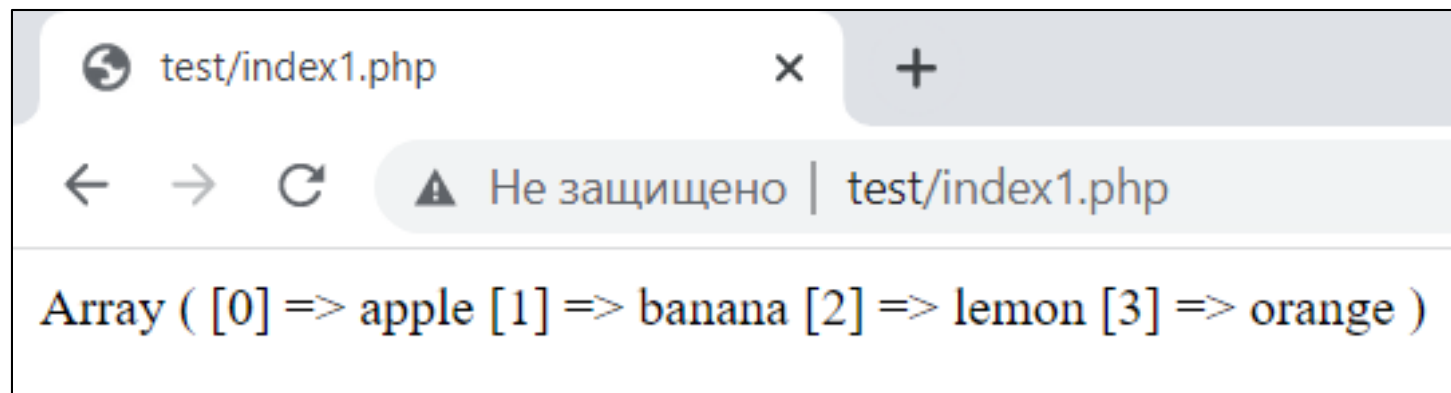 test/index1.php
Не защищено | test/index1.php
Array ( [0] => apple [1] => banana [2] => lemon [3] => orange )